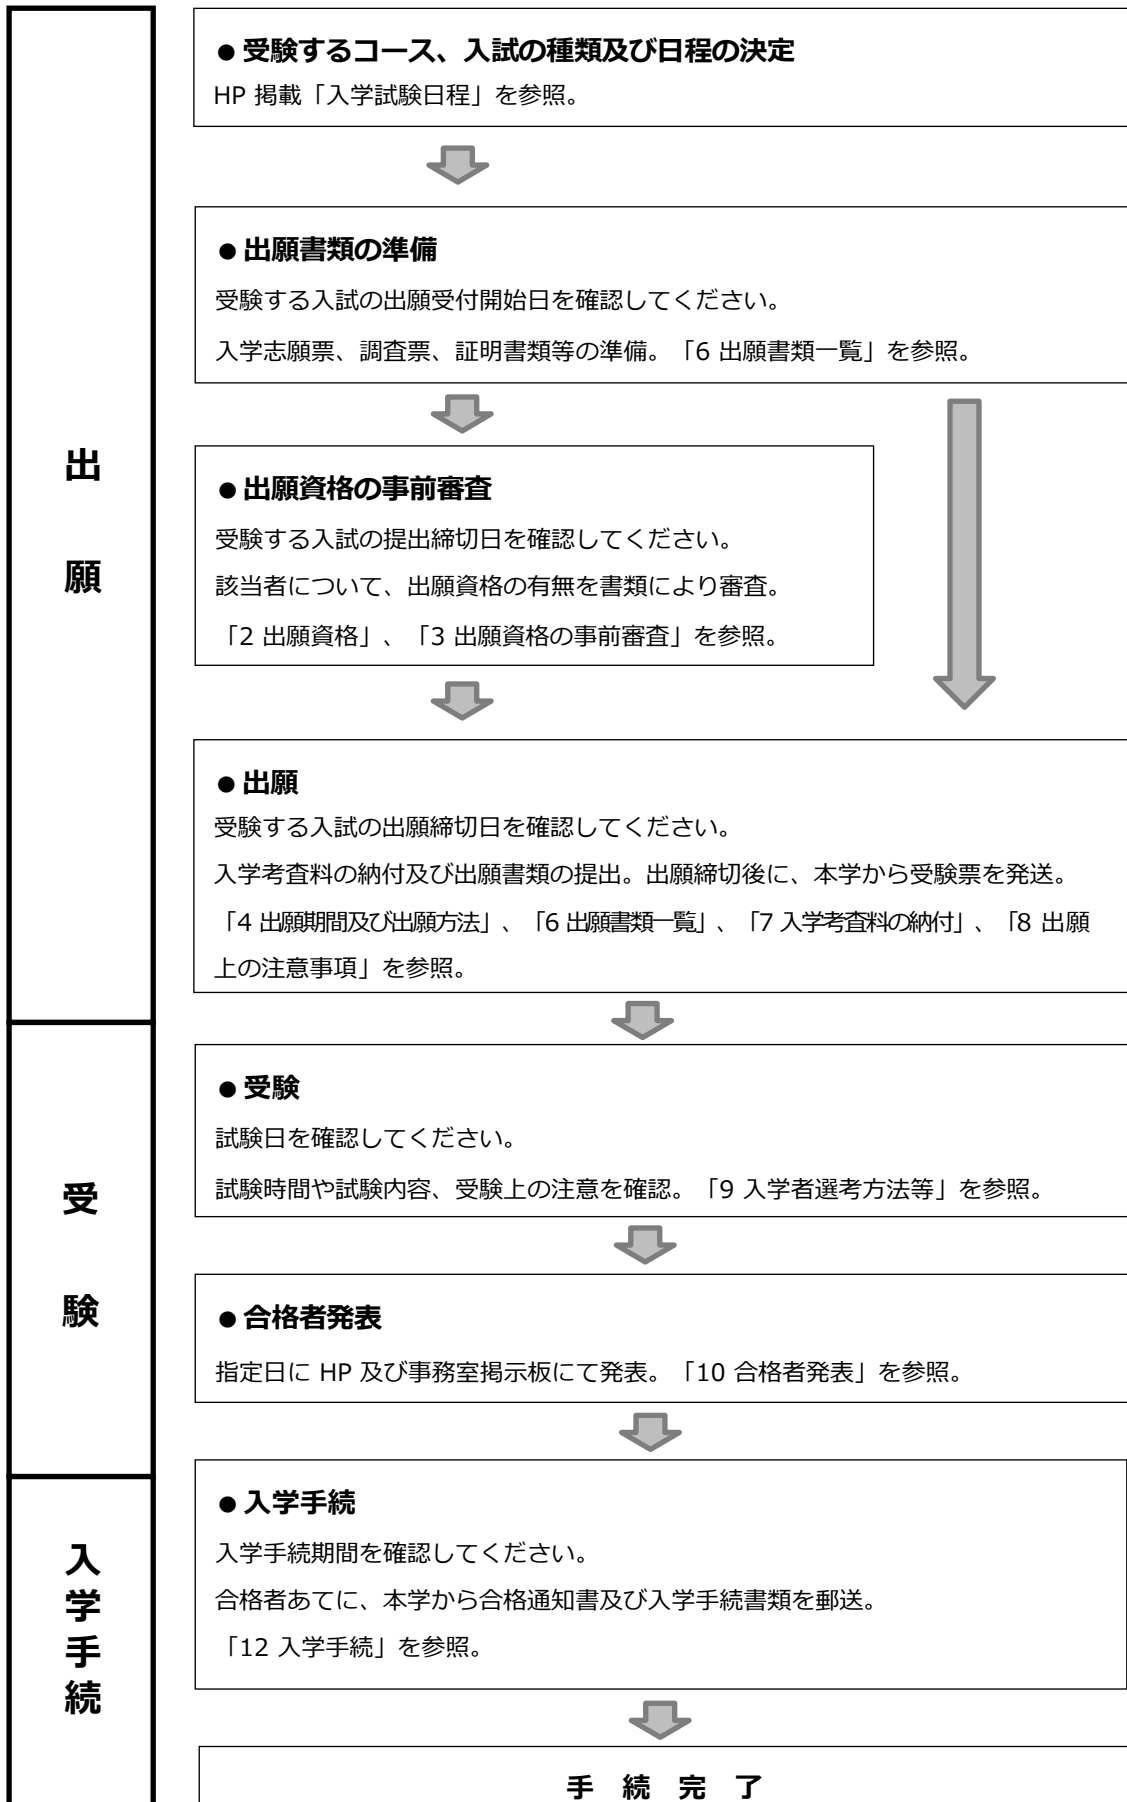 出願
● 受験するコース、入試の種類及び日程の決定
HP 掲載「入学試験日程」を参照。
● 出願書類の準備
受験する入試の出願受付開始日を確認してください。
入学志願票、調査票、証明書類等の準備。「6 出願書類一覧」を参照。
● 出願資格の事前審査
受験する入試の提出締切日を確認してください。
該当者について、出願資格の有無を書類により審査。
「2 出願資格」、「3 出願資格の事前審査」を参照。
● 出願
受験する入試の出願締切日を確認してください。
入学考査料の納付及び出願書類の提出。出願締切後に、本学から受験票を発送。
「4 出願期間及び出願方法」、「6 出願書類一覧」、「7 入学考査料の納付」、「8 出願
上の注意事項」を参照。
受験
● 受験
試験日を確認してください。
試験時間や試験内容、受験上の注意を確認。「9 入学者選考方法等」を参照。
● 合格者発表
指定日に HP 及び事務室掲示板にて発表。「10 合格者発表」を参照。
入学手続
● 入学手続
入学手続期間を確認してください。
合格者あてに、本学から合格通知書及び入学手続書類を郵送。
「12 入学手続」を参照。
手 続 完 了